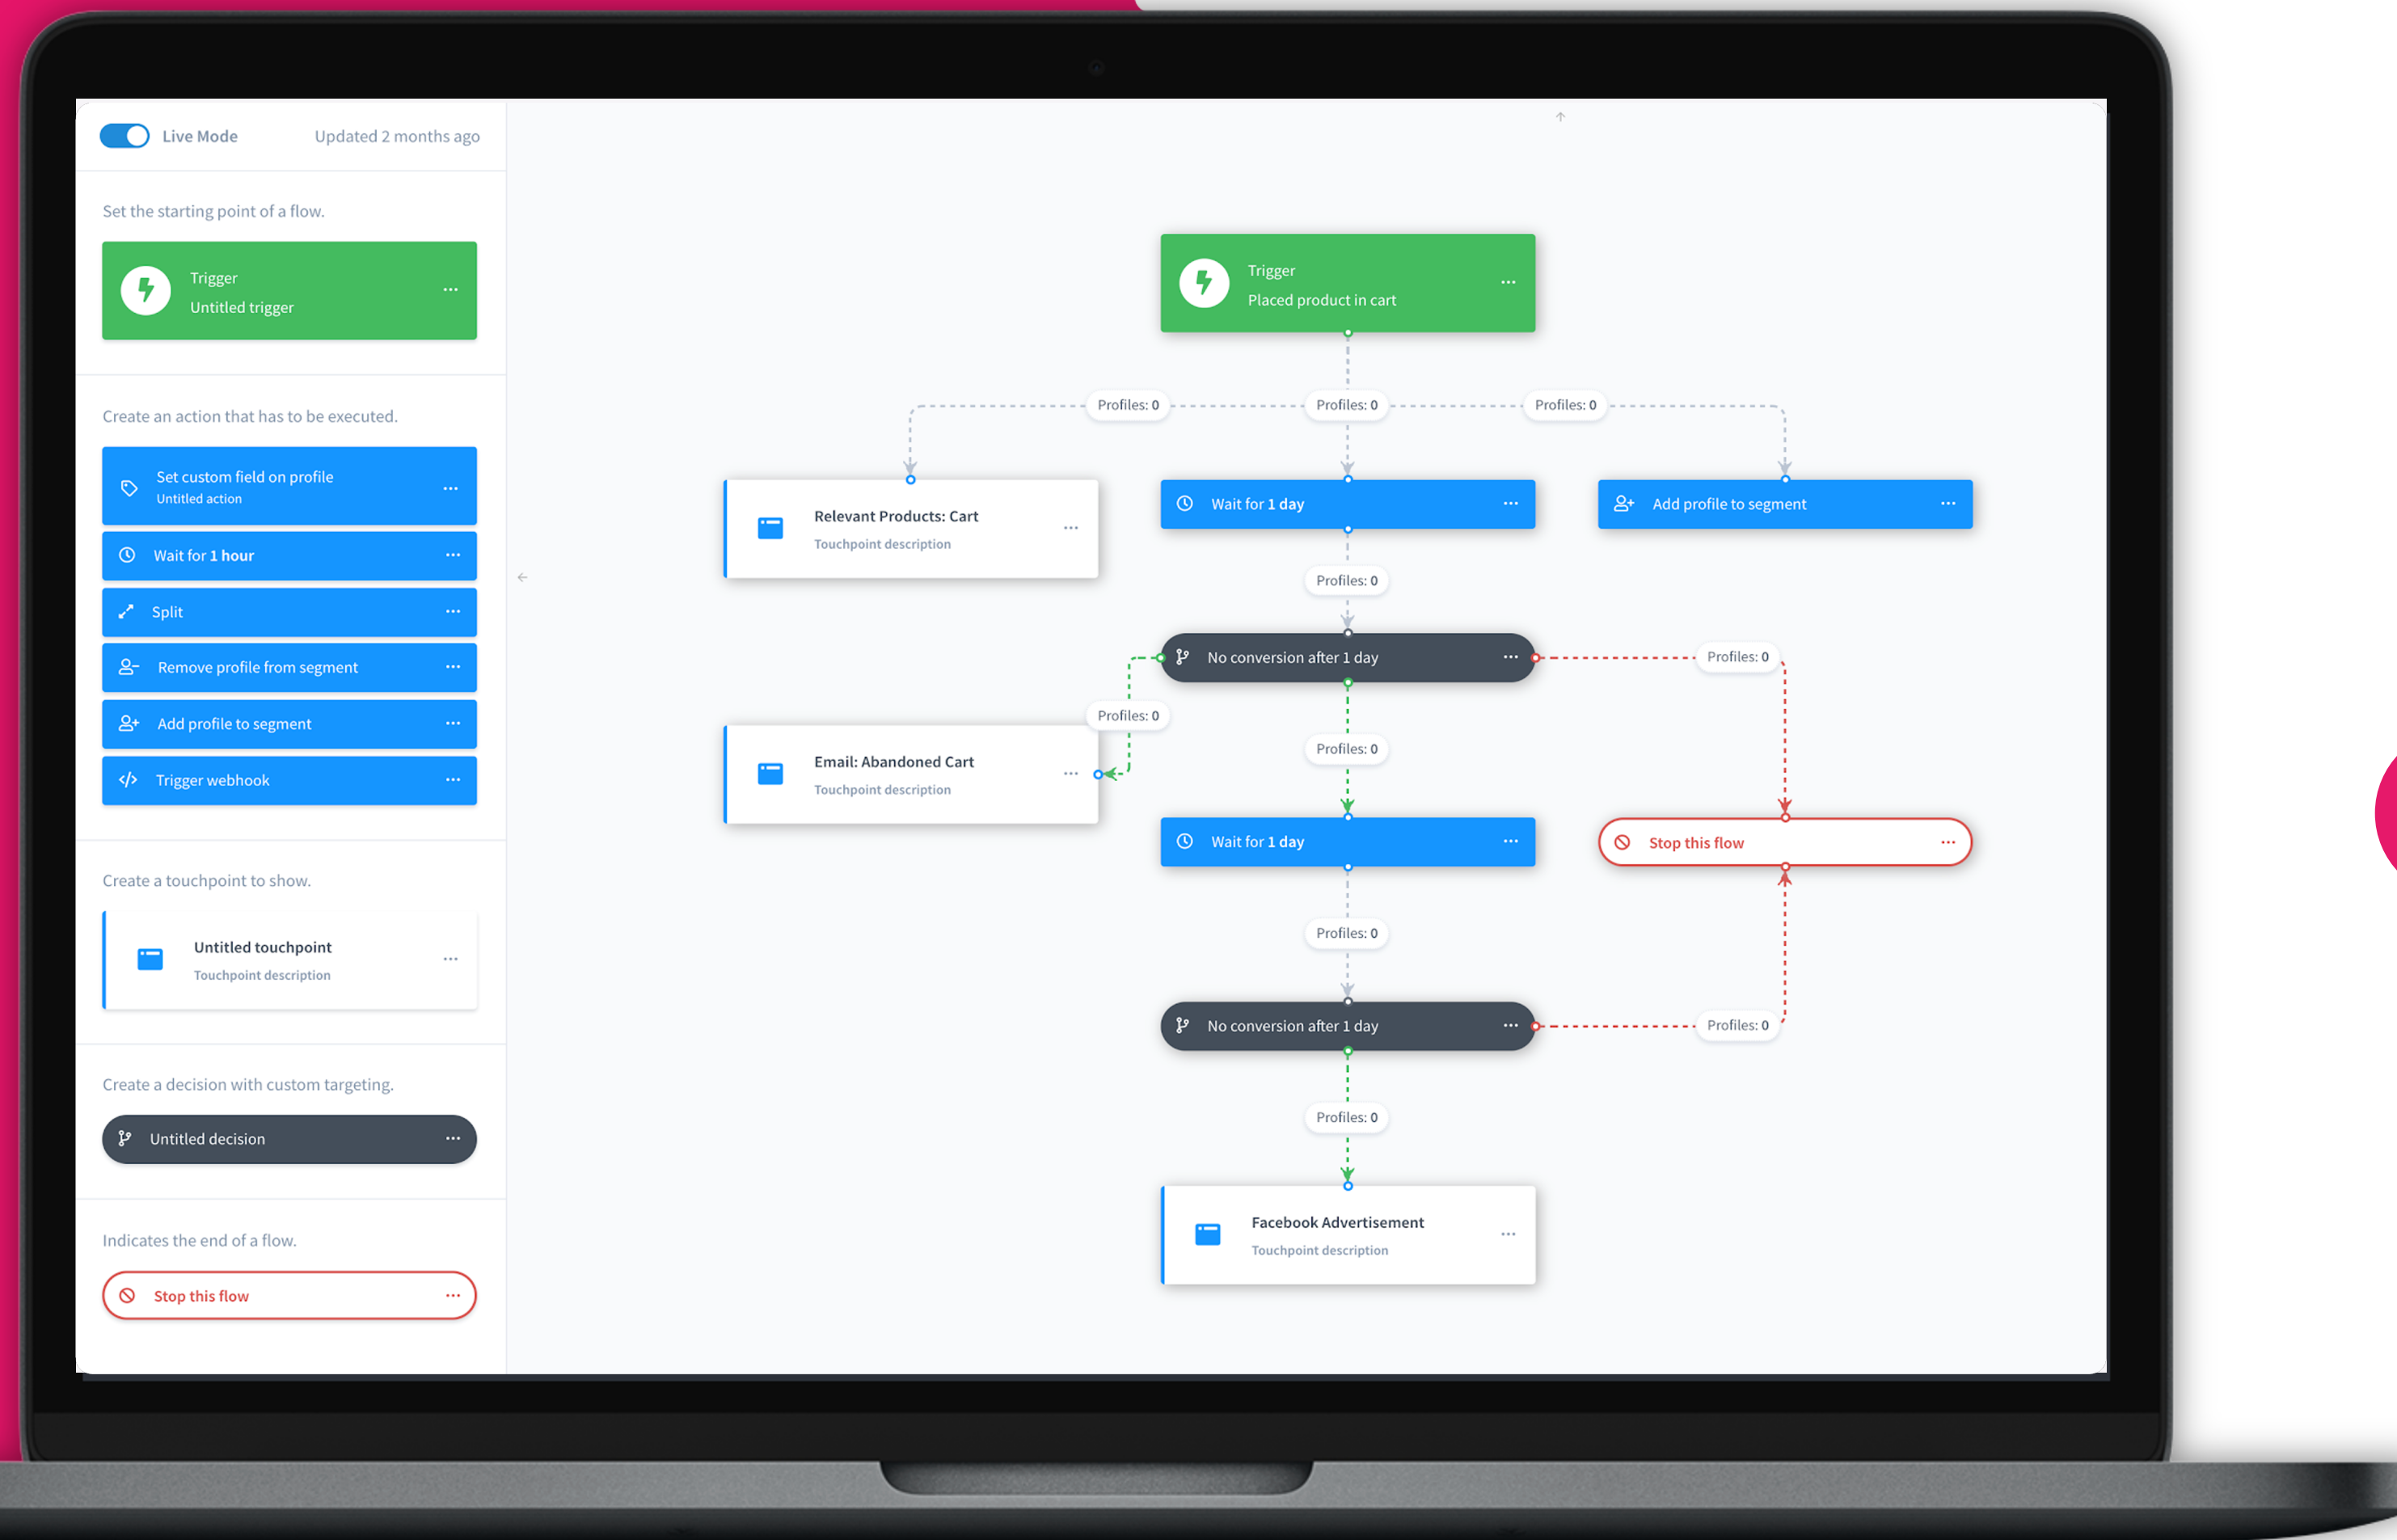 Live Mode
Updated 2 months ago
Set the starting point of a flow.
Trigger
Untitled trigger
Create an action that has to be executed.
Set custom field on profile
Untitled action
Wait for 1 hour
Split
Remove profile from segment
Add profile to segment
Trigger webhook
Create a touchpoint to show.
Untitled touchpoint
Touchpoint description
Create a decision with custom targeting.
Untitled decision
Indicates the end of a flow.
Stop this flow
Trigger
Placed product in cart
Profiles: 0
Profiles: 0
Profiles: 0
Relevant Products: Cart
Touchpoint description
Wait for 1 day
Add profile to segment
Profiles: 0
No conversion after 1 day
Profiles: 0
Profiles: 0
Profiles: 0
Email: Abandoned Cart
Touchpoint description
Wait for 1 day
Stop this flow
Profiles: 0
No conversion after 1 day
Profiles: 0
Profiles: 0
Facebook Advertisement
Touchpoint description